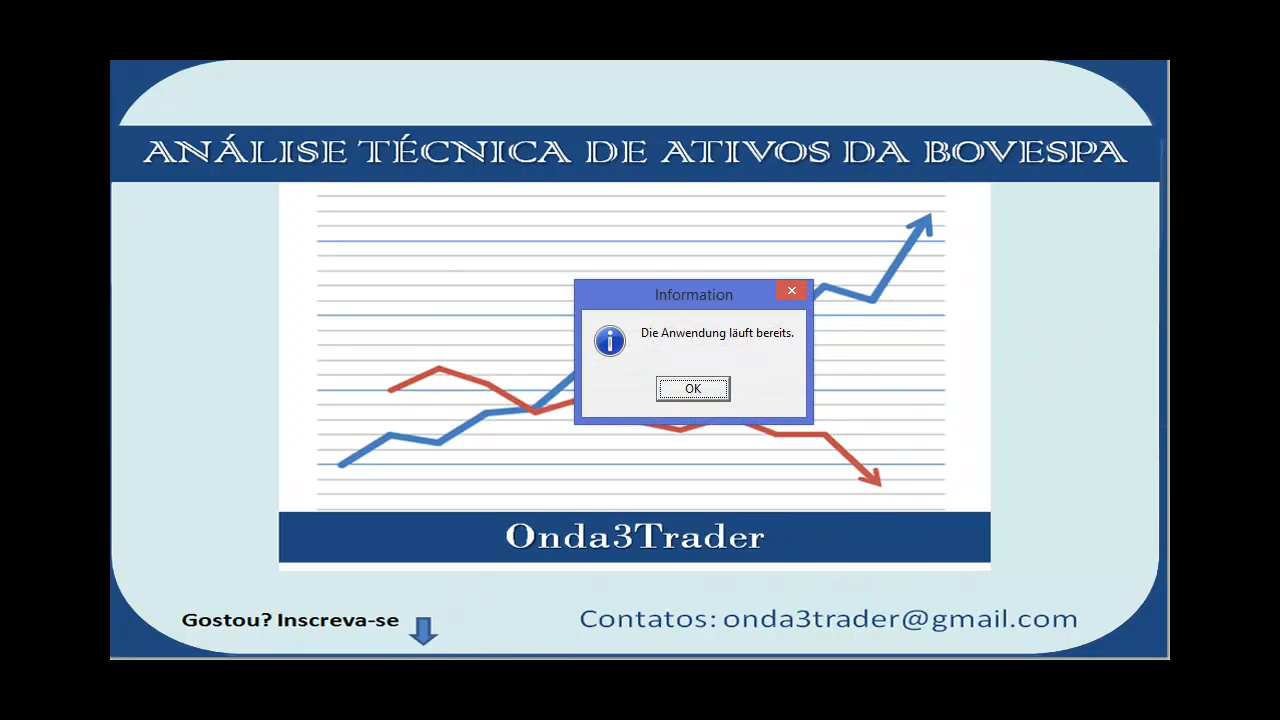 ANÁLISE TÉCNICA DE ATIVOS DA BOVESPA
Information
Die Anwendung läuft bereits.
OK
Onda3Trader
Gostou? Inscreva-se
Contatos: onda3trader@gmail.com